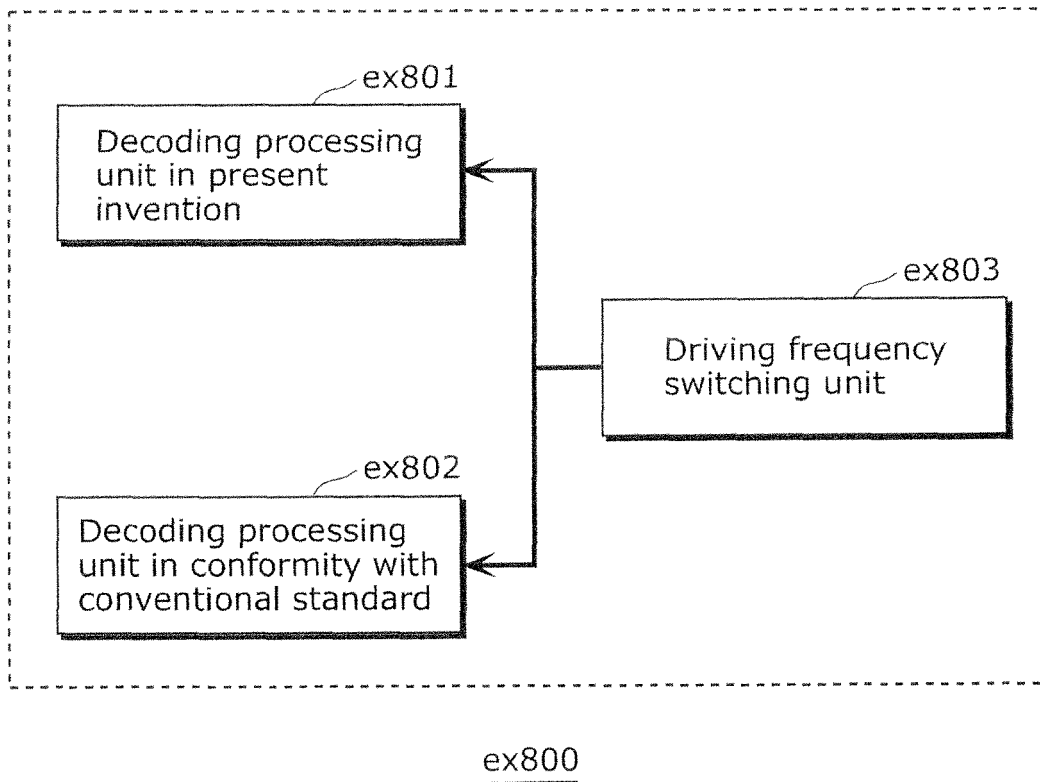 ex801
Decoding processing
unit in present
invention
ex803
Driving frequency
switching unit
ex802
Decoding processing
unit in conformity with
conventional standard
ex800